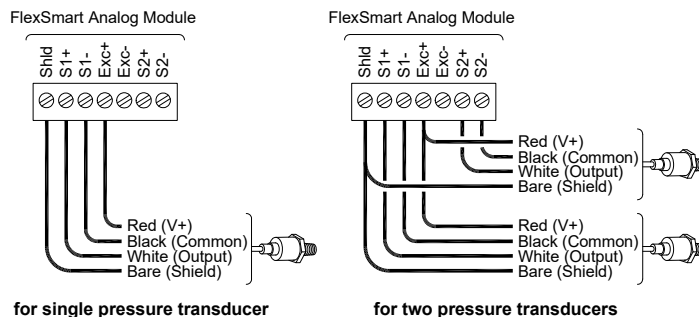 FlexSmart Analog Module
Shld
S1+
S1-
Exc+
Exc-
S2+
S2-
Red (V+)
Black (Common)
White (Output)
Bare (Shield)
for single pressure transducer
FlexSmart Analog Module
Shld
S1+
S1-
Exc+
Exc-
S2+
S2-
Red (V+)
Black (Common)
White (Output)
Bare (Shield)
Red (V+)
Black (Common)
White (Output)
Bare (Shield)
for two pressure transducers